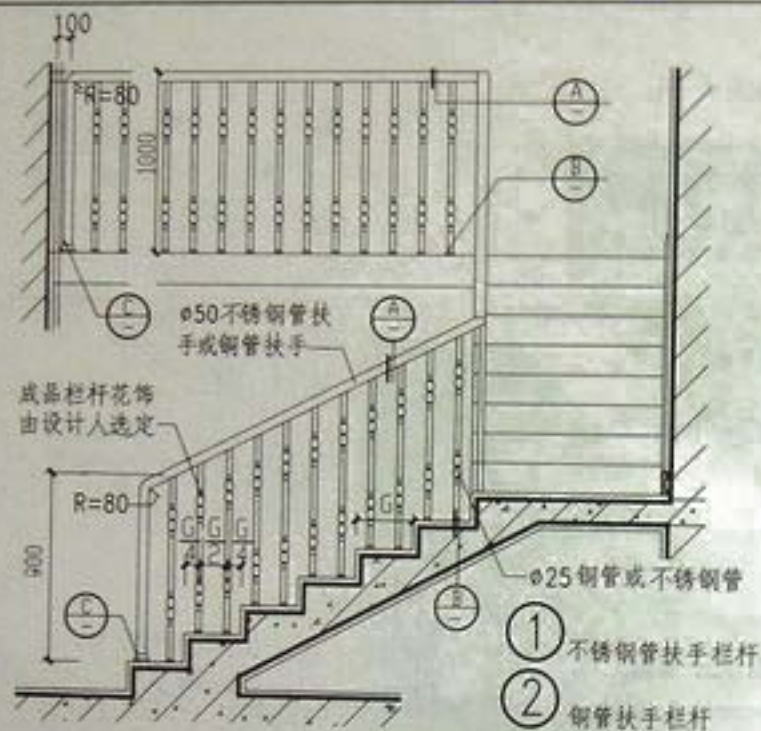 100
R=80
1000
A
B
C
ø50不锈钢管扶
手或铜管扶手
A
成品栏杆花饰
由设计人选定
R=80
G
G G G
4 2 4
900
C
B
ø25铜管或不锈钢管
1 不锈钢管扶手栏杆
2 铜管扶手栏杆